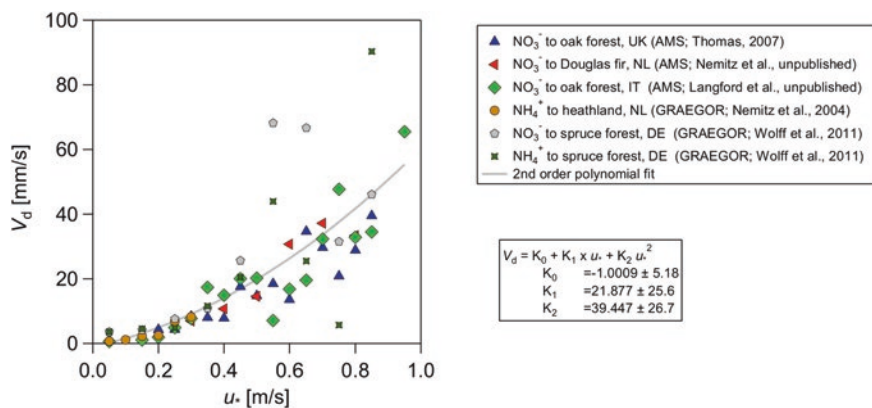 100
80
60
40
20
0
V_d [mm/s]
0.0 0.2 0.4 0.6 0.8 1.0
u* [m/s]
NO₃⁻ to oak forest, UK (AMS; Thomas, 2007)
NO₃⁻ to Douglas fir, NL (AMS; Nemitz et al., unpublished)
NO₃⁻ to oak forest, IT (AMS; Langford et al., unpublished)
NH₄⁺ to heathland, NL (GRAEGOR; Nemitz et al., 2004)
NO₃⁻ to spruce forest, DE (GRAEGOR; Wolff et al., 2011)
NH₄⁺ to spruce forest, DE (GRAEGOR; Wolff et al., 2011)
2nd order polynomial fit
V_d = K₀ + K₁ x u* + K₂ u*²
K₀ =-1.0009 ± 5.18
K₁ =21.877 ± 25.6
K₂ =39.447 ± 26.7